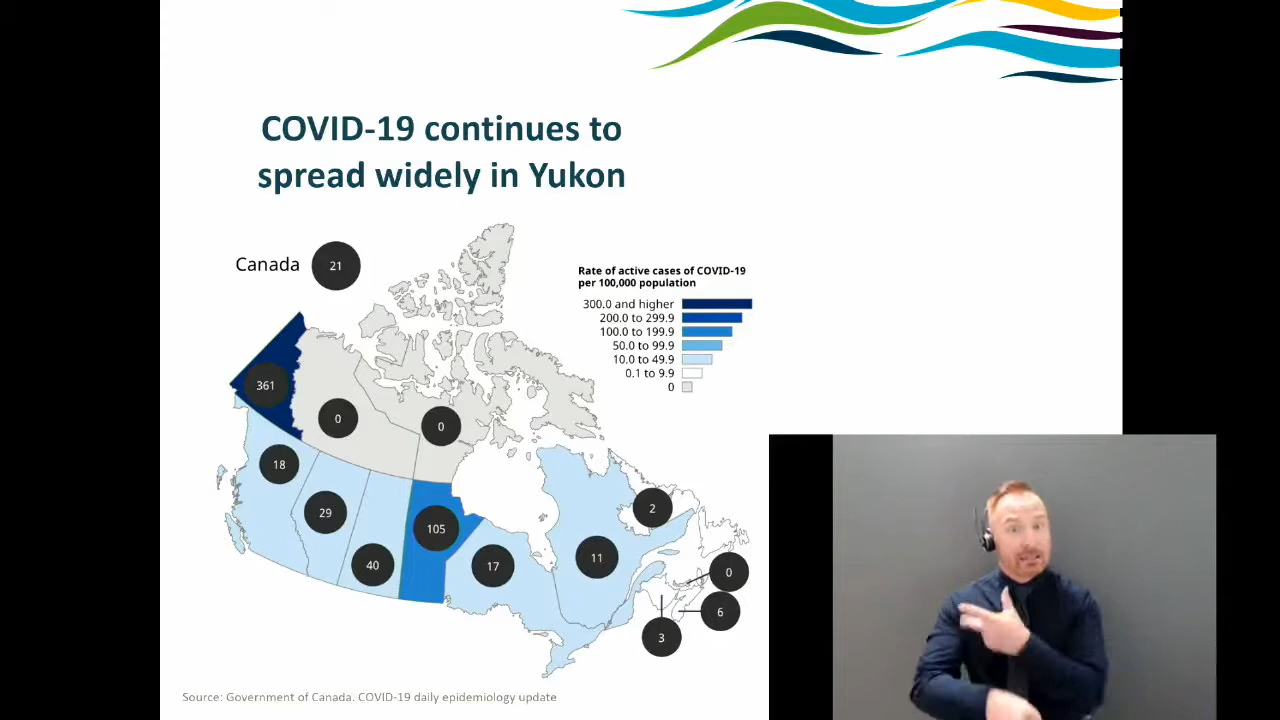 COVID-19 continues to
spread widely in Yukon
Canada
21
Rate of active cases of COVID-19
per 100,000 population
300.0 and higher
200.0 to 299.9
100.0 to 199.9
50.0 to 99.9
10.0 to 49.9
0.1 to 9.9
0
361
0
0
18
29
40
105
17
11
2
0
6
3
Source: Government of Canada. COVID-19 daily epidemiology update